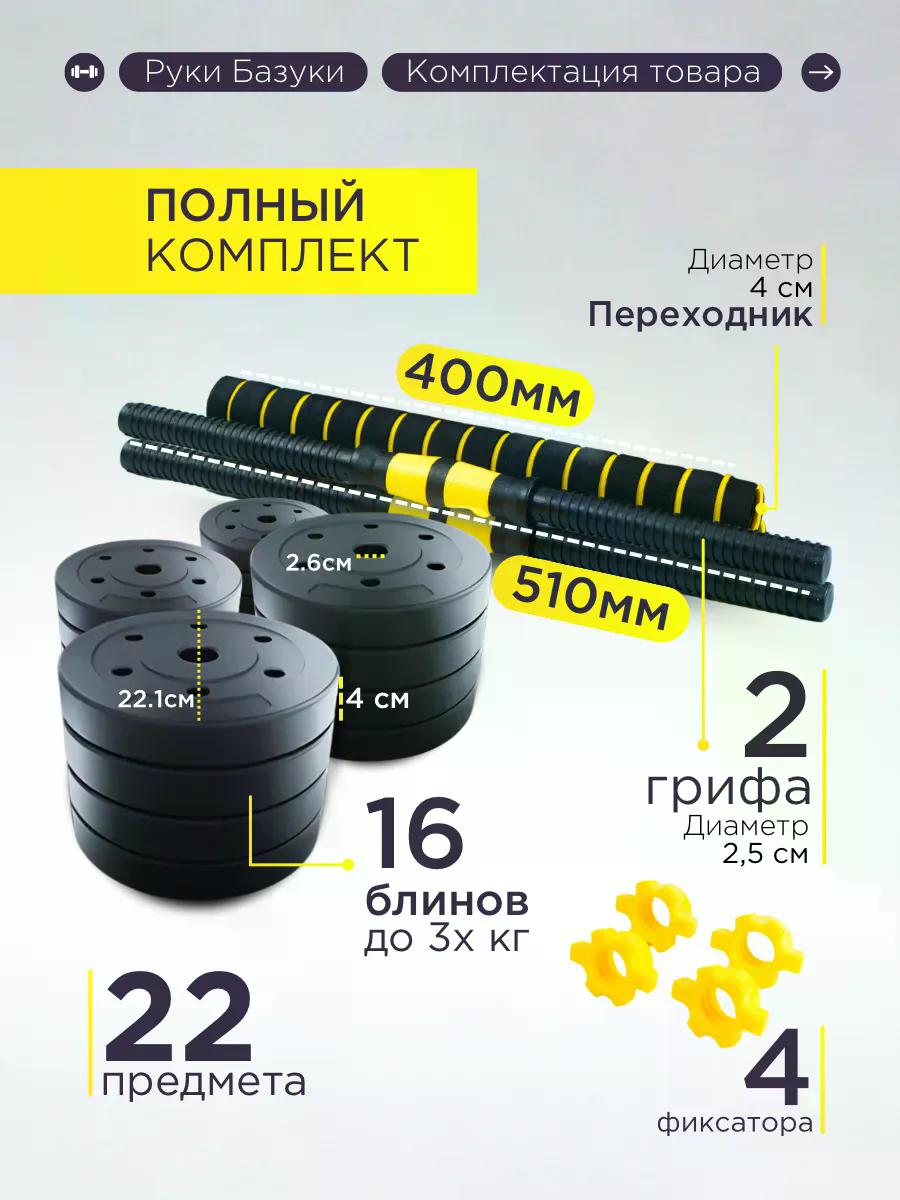 Руки Базуки
Комплектация товара
ПОЛНЫЙ
КОМПЛЕКТ
Диаметр
4 см
Переходник
400мм
2.6см
510мм
22.1см
4 см
2
грифа
Диаметр
2,5 см
16
блинов
до 3х кг
22
предмета
4
фиксатора